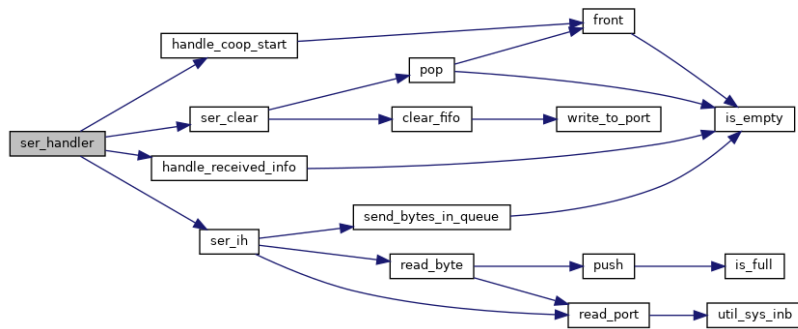 front
handle_coop_start
pop
ser_clear
clear_fifo
write_to_port
is_empty
ser_handler
handle_received_info
send_bytes_in_queue
ser_ih
read_byte
push
is_full
read_port
util_sys_inb